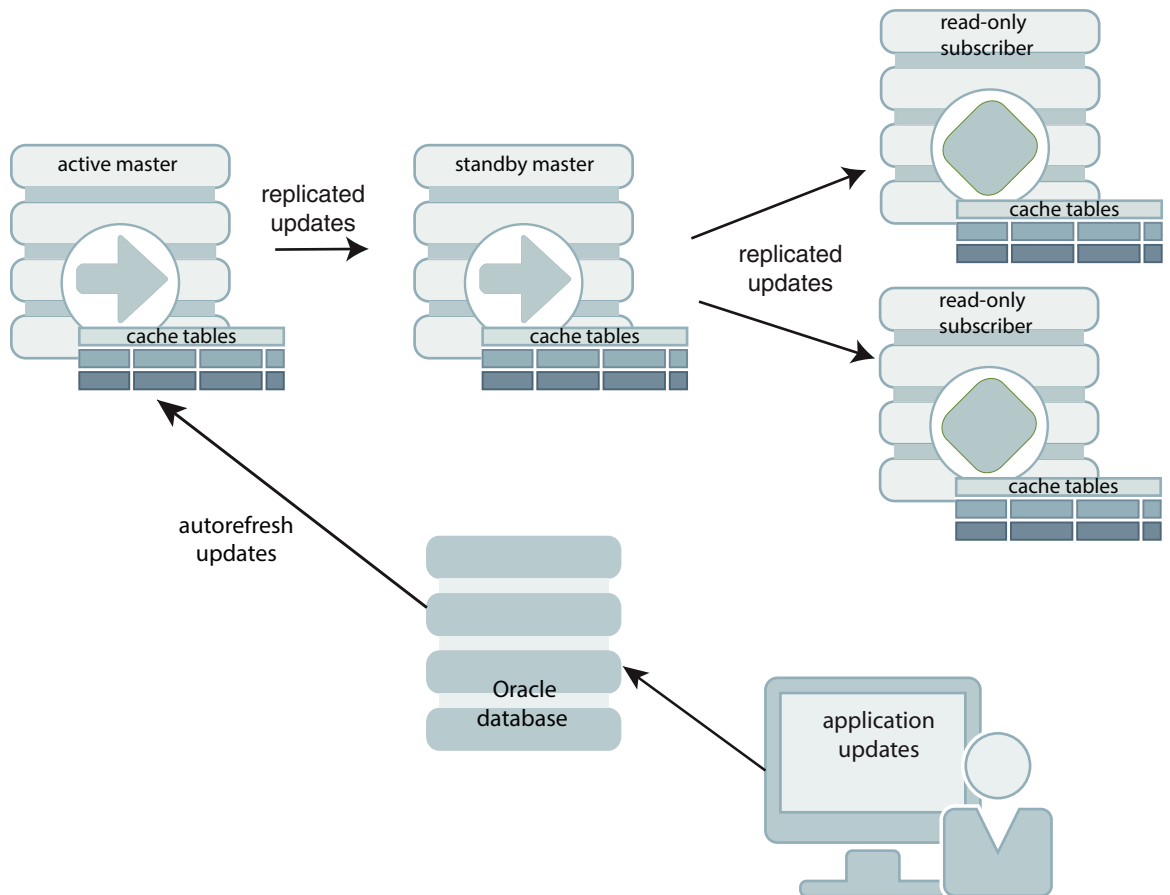 read-only
subscriber
active master
standby master
replicated
updates
cache tables
replicated
updates
read-only
subscriber
cache tables
cache tables
cache tables
autorefresh
updates
Oracle
database
application
updates